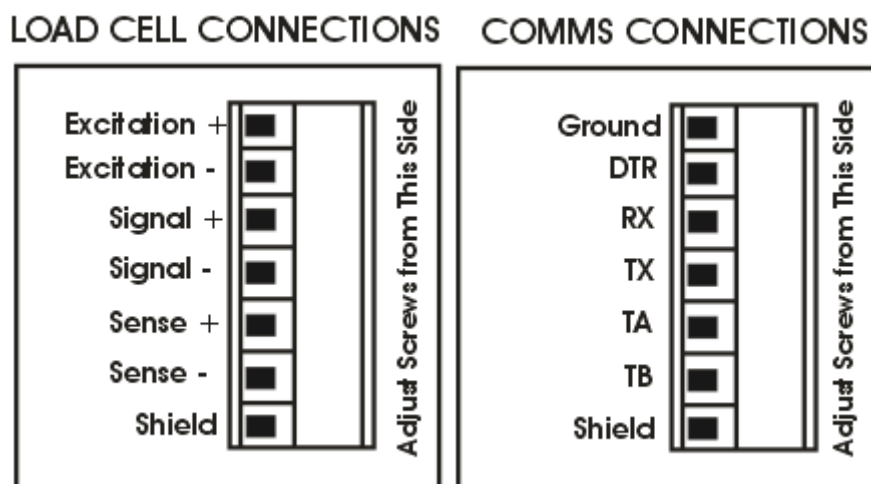 LOAD CELL CONNECTIONS
Excitation +
Excitation -
Signal +
Signal -
Sense +
Sense -
Shield
Adjust Screws from This Side
COMMS CONNECTIONS
Ground
DTR
RX
TX
TA
TB
Shield
Adjust Screws from This Side